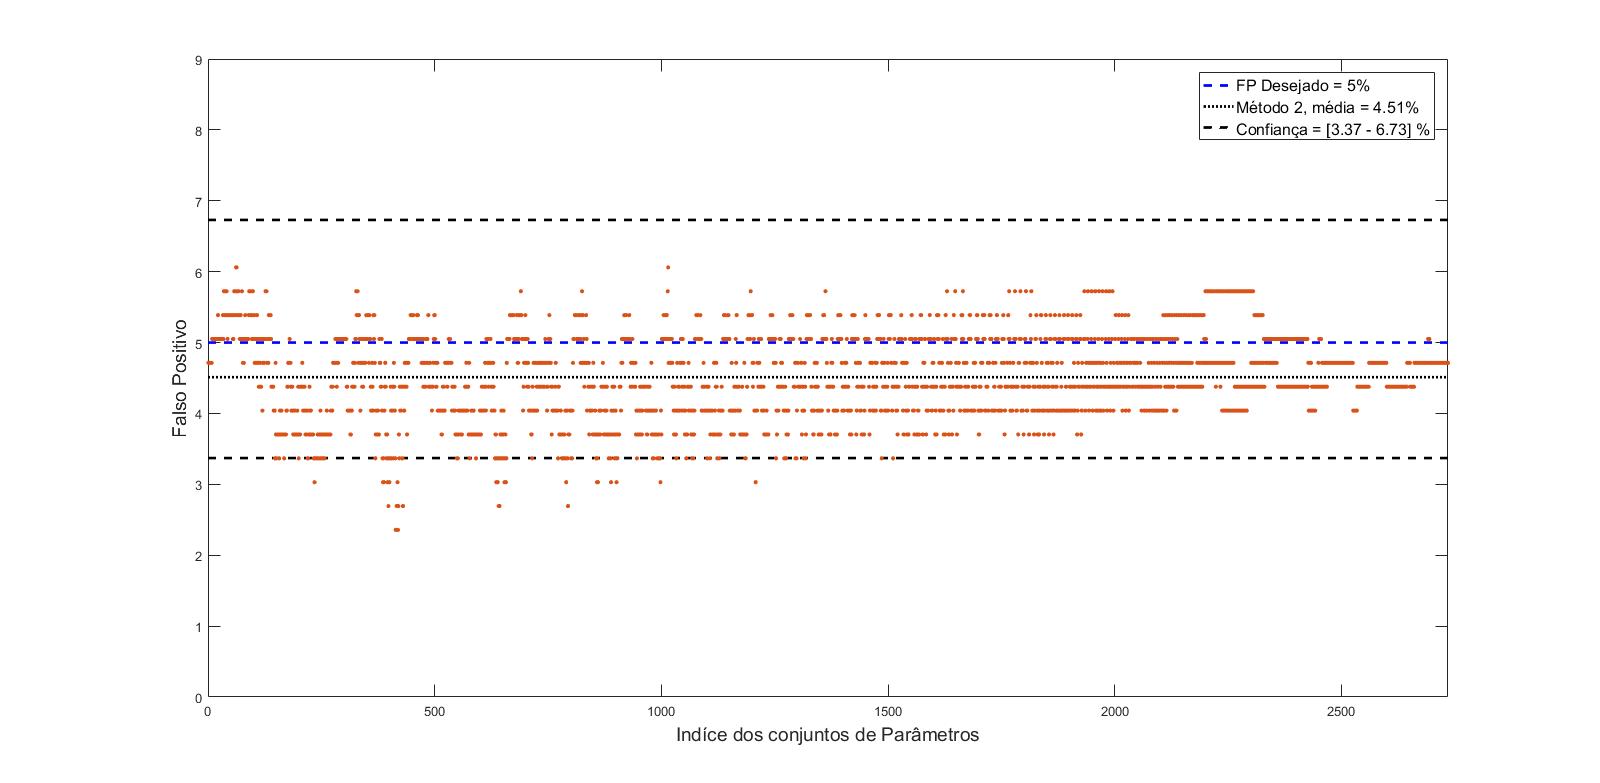 9
8
7
6
5
4
3
2
1
0
Falso Positivo
FP Desejado = 5%
Método 2, média = 4.51%
Confiança = [3.37 - 6.73] %
0 500 1000 1500 2000 2500
Indíce dos conjuntos de Parâmetros